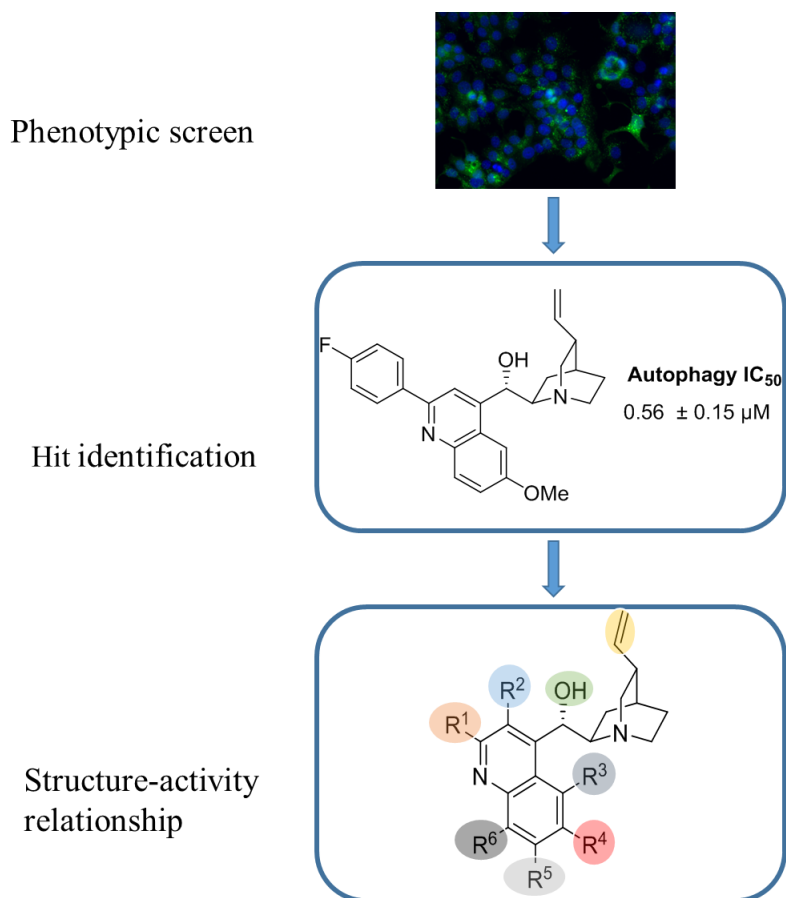 Phenotypic screen
F
OH
N
N
OMe
Autophagy IC₅₀
0.56 ± 0.15 μM
Hit identification
R²
OH
R¹
N
N
R³
R⁶
R⁴
R⁵
Structure-activity
relationship